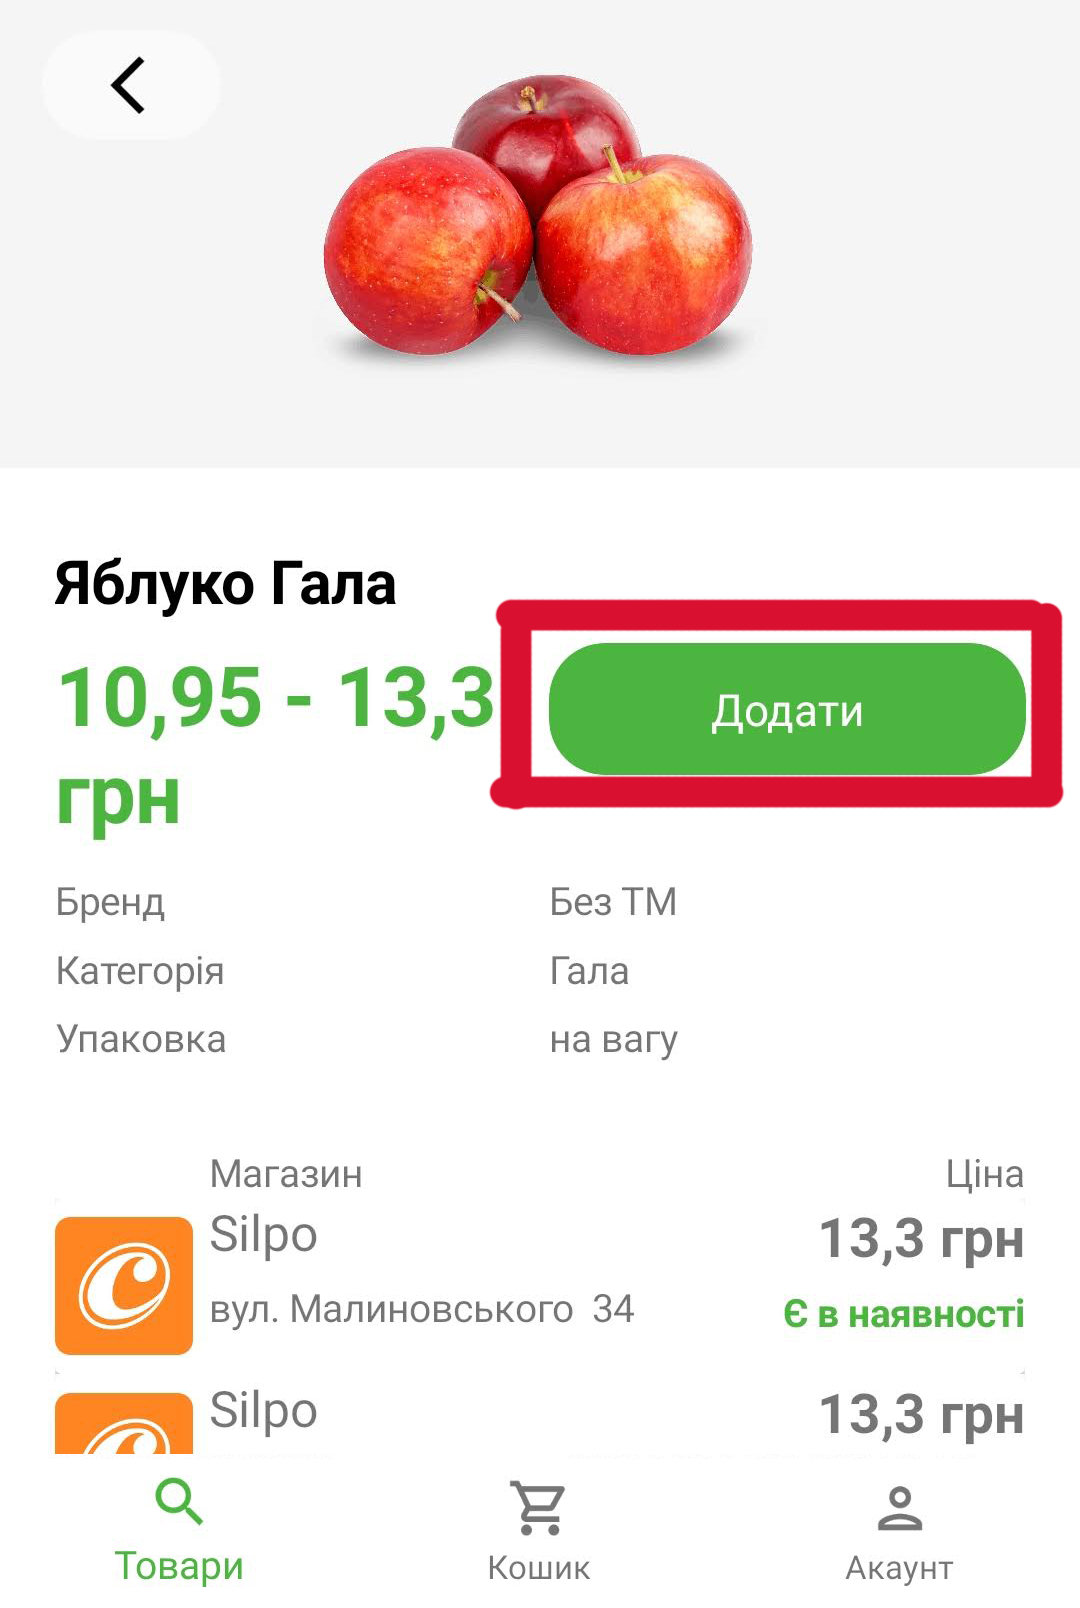 Яблуко Гала
10,95 - 13,3
грн
Додати
Бренд Без ТМ
Категорія Гала
Упаковка на вагу
Магазин Ціна
Silpo 13,3 грн
вул. Малиновського 34 Є в наявності
Silpo 13,3 грн
Товари Кошик Акаунт